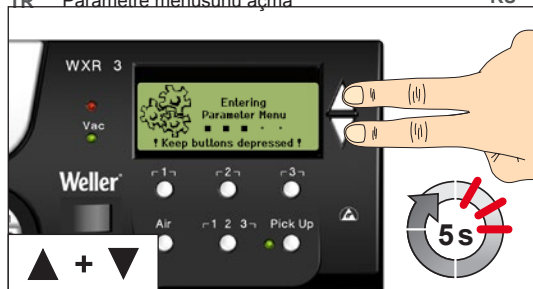 TR Parametre menüsünü açma
WXR 3
Entering
Parameter Menu
! Keep buttons depressed !
Vac
Weller
1 2 3
Air 1 2 3 Pick Up
5 s
+